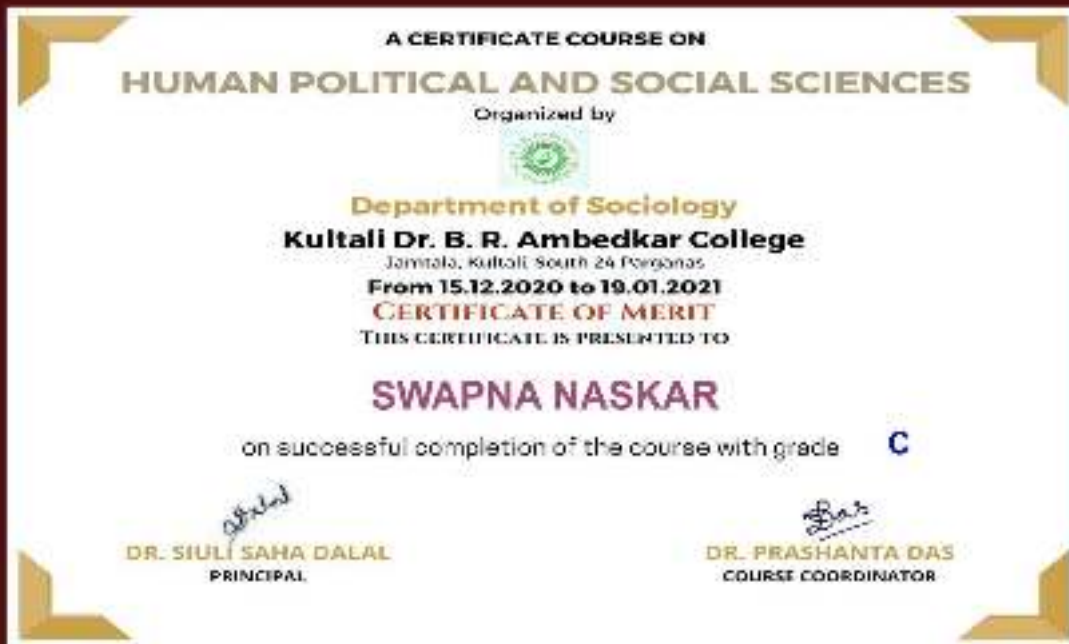 A CERTIFICATE COURSE ON
HUMAN POLITICAL AND SOCIAL SCIENCES
Organized by
Department of Sociology
Kultali Dr. B. R. Ambedkar College
Jamtala, Kultali, South 24 Parganas
From 15.12.2020 to 19.01.2021
CERTIFICATE OF MERIT
THIS CERTIFICATE IS PRESENTED TO
SWAPNA NASKAR
on successful completion of the course with grade C
DR. SIULI SAHA DALAL
PRINCIPAL
Das
DR. PRASHANTA DAS
COURSE COORDINATOR